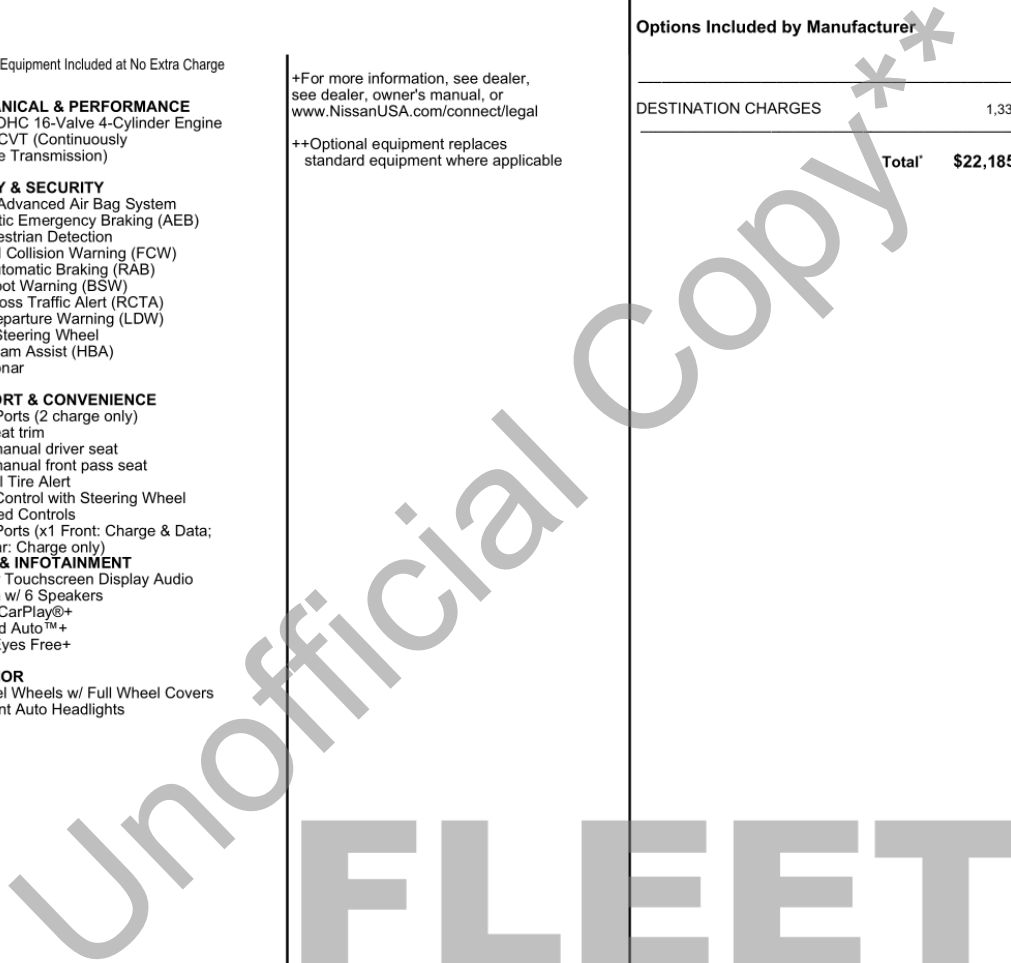 Equipment Included at No Extra Charge
ANICAL & PERFORMANCE
OHC 16-Valve 4-Cylinder Engine
CVT (Continuously
e Transmission)
Y & SECURITY
Advanced Air Bag System
tic Emergency Braking (AEB)
estrian Detection
l Collision Warning (FCW)
utomatic Braking (RAB)
pot Warning (BSW)
oss Traffic Alert (RCTA)
eparture Warning (LDW)
Steering Wheel
am Assist (HBA)
onar
ORT & CONVENIENCE
Ports (2 charge only)
eat trim
manual driver seat
manual front pass seat
l Tire Alert
Control with Steering Wheel
ed Controls
Ports (x1 Front: Charge & Data;
ar: Charge only)
& INFOTAINMENT
r Touchscreen Display Audio
w/ 6 Speakers
CarPlay®+
d Auto™+
Eyes Free+
OR
el Wheels w/ Full Wheel Covers
nt Auto Headlights
+For more information, see dealer,
see dealer, owner's manual, or
www.NissanUSA.com/connect/legal
++Optional equipment replaces
standard equipment where applicable
Options Included by Manufacturer
DESTINATION CHARGES 1,33
Total* $22,185
Unofficial Copy**
FLEET